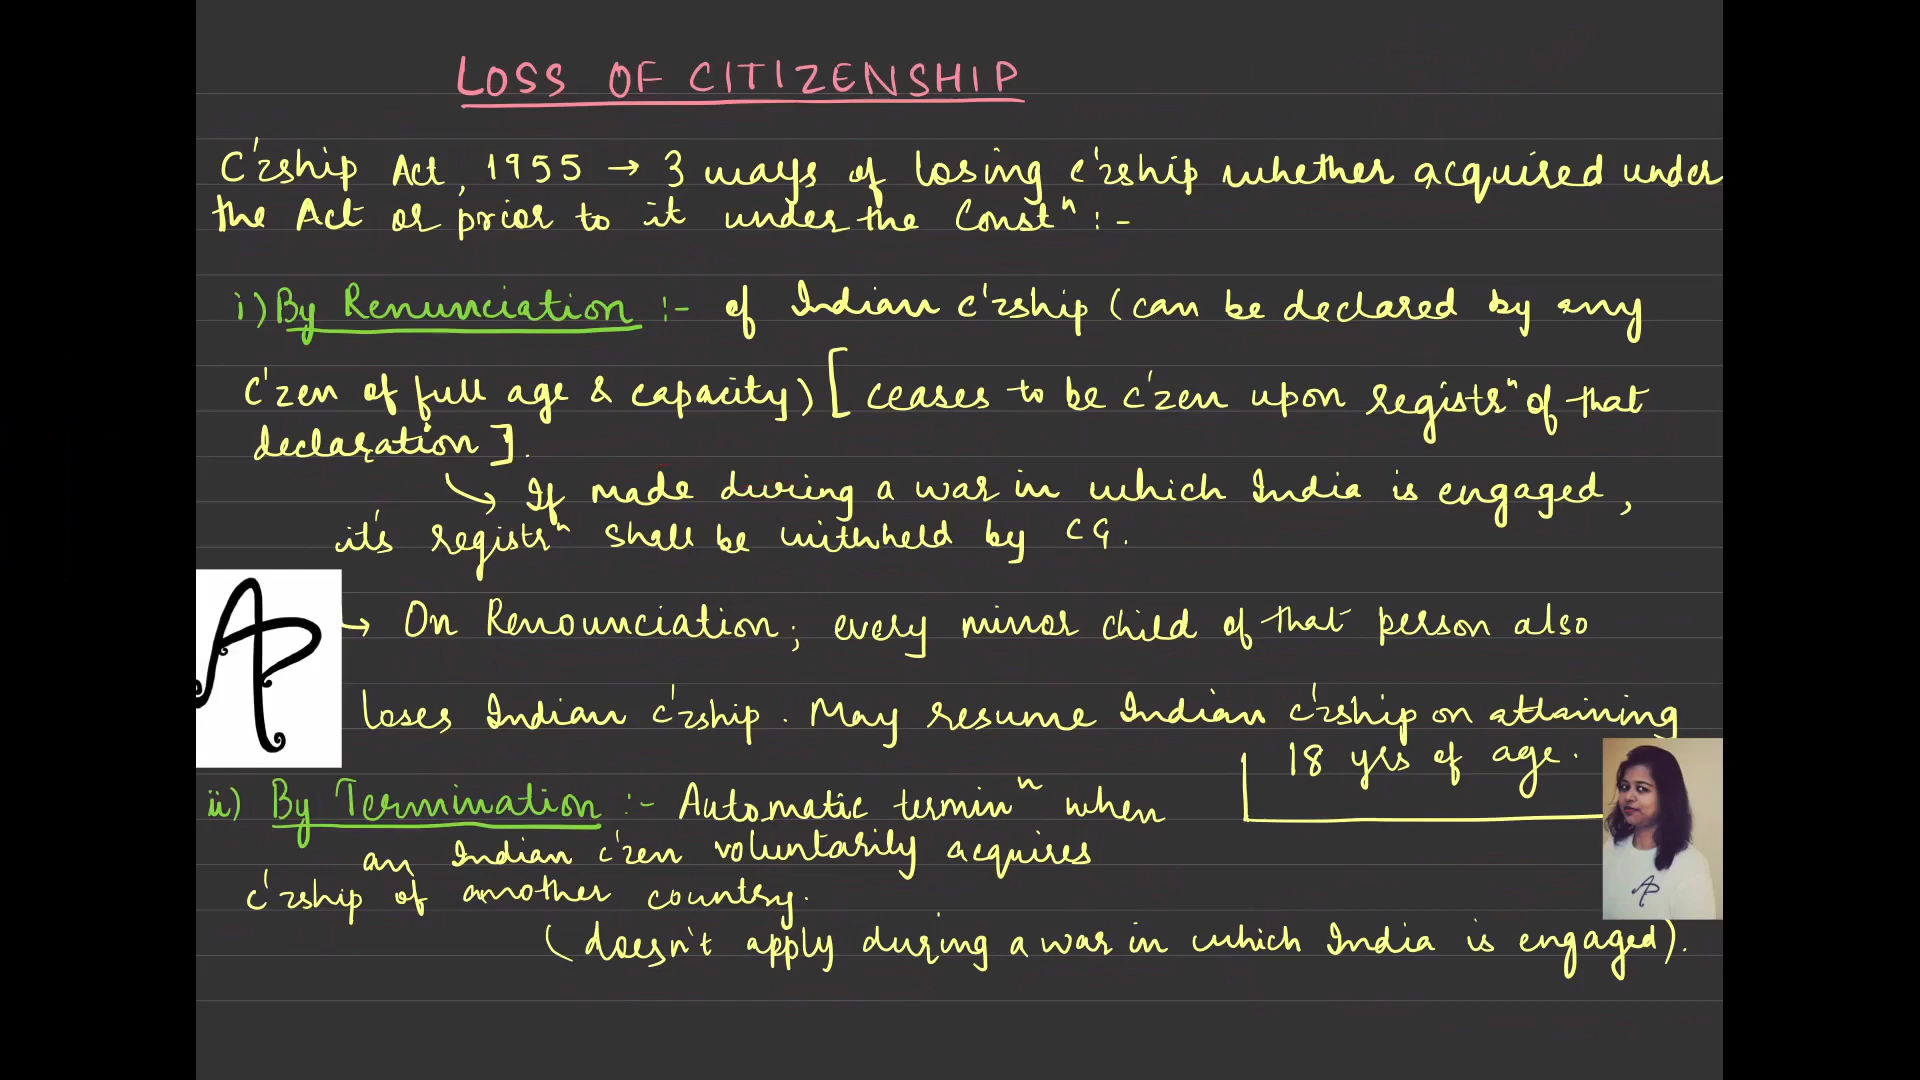 LOSS OF CITIZENSHIP
C'zship Act, 1955 → 3 ways of losing c'zship whether acquired under
the Act or prior to it under the Constⁿ :-
i) By Renunciation :- of Indian c'zship (can be declared by any
C'zen of full age & capacity) [ceases to be c'zen upon registrⁿ of that
declaration].
↳ If made during a war in which India is engaged,
it's registrⁿ shall be withheld by CG.
→ On Renounciation; every minor child of that person also
loses Indian c'zship. May resume Indian c'zship on attaining
18 yrs of age.
ii) By Termination :- Automatic terminⁿ when
an Indian c'zen voluntarily acquires
c'zship of another country.
(doesn't apply during a war in which India is engaged).
AP
AP